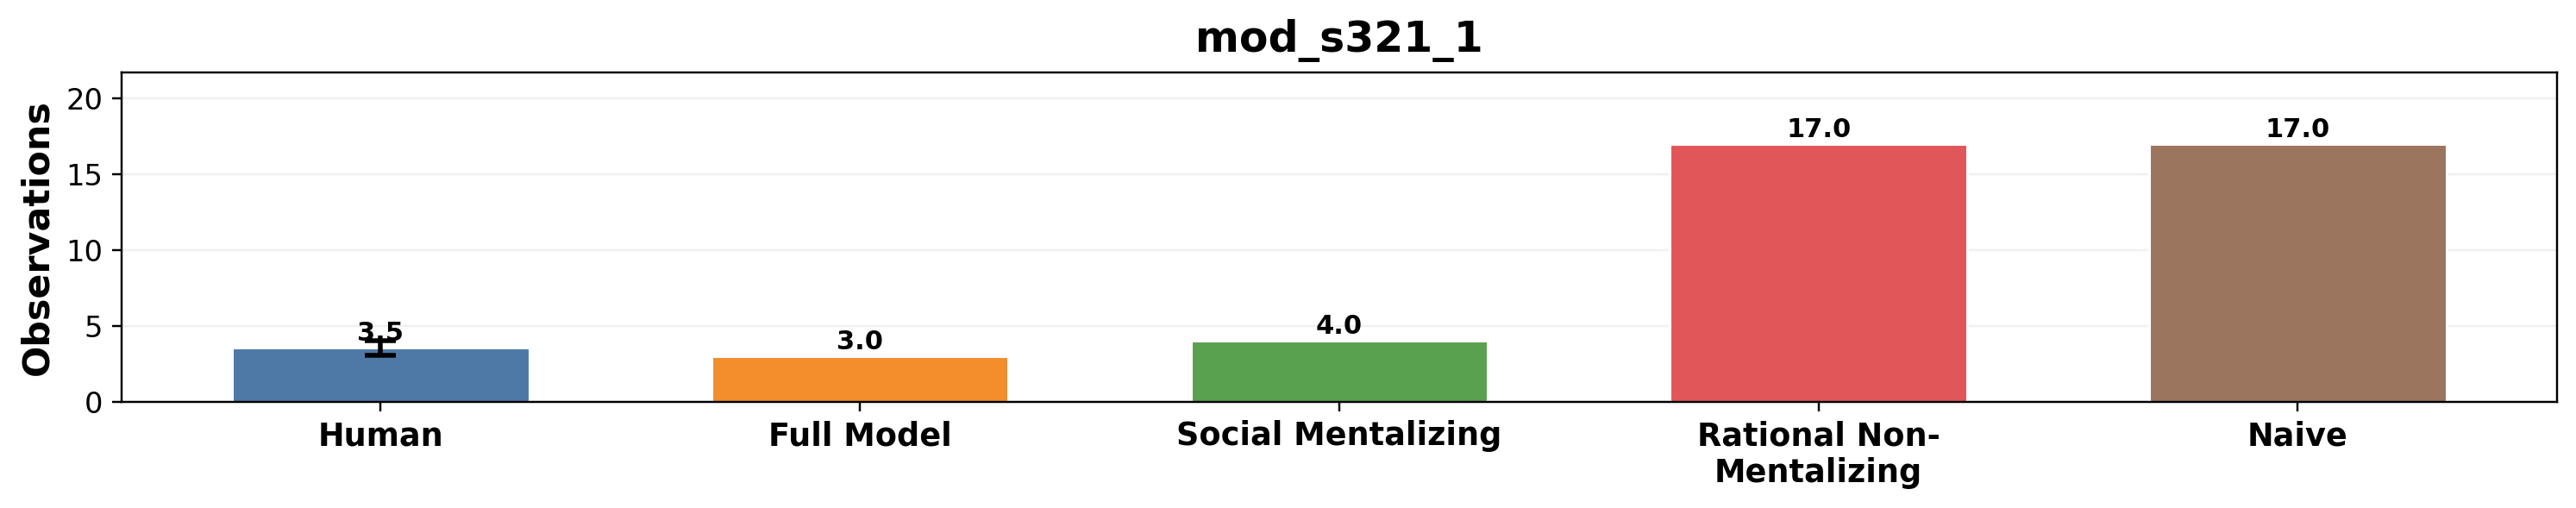 mod_s321_1
Observations
20
15
10
5
0
3.5
3.0
4.0
17.0
17.0
Human
Full Model
Social Mentalizing
Rational Non-
Mentalizing
Naive